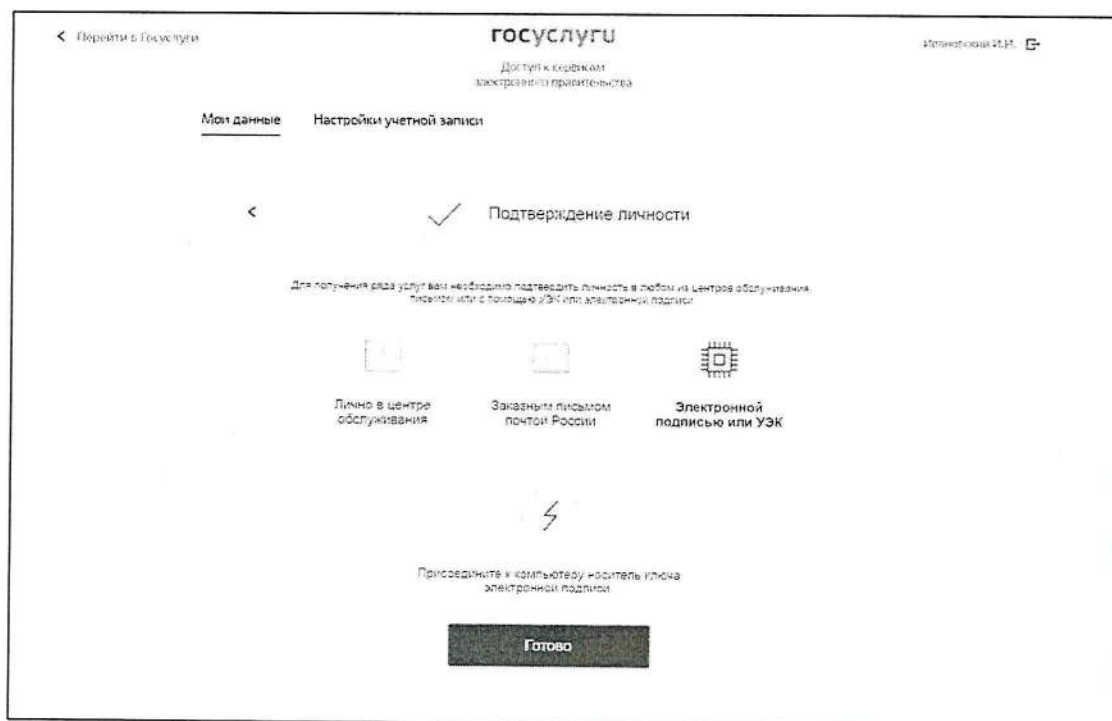 Перейти в Госуслуги
госуслуги
И.И.
Доступ к сервисам
электронного правительства
Мои данные
Настройки учетной записи
Подтверждение личности
Для получения ряда услуг вам необходимо подтвердить личность в любом из центров обслуживания,
письмом или с помощью УЭК или электронной подписи
Лично в центре
обслуживания
Заказным письмом
почтой России
Электронной
подписью или УЭК
Присоедините к компьютеру носитель ключа
электронной подписи
Готово